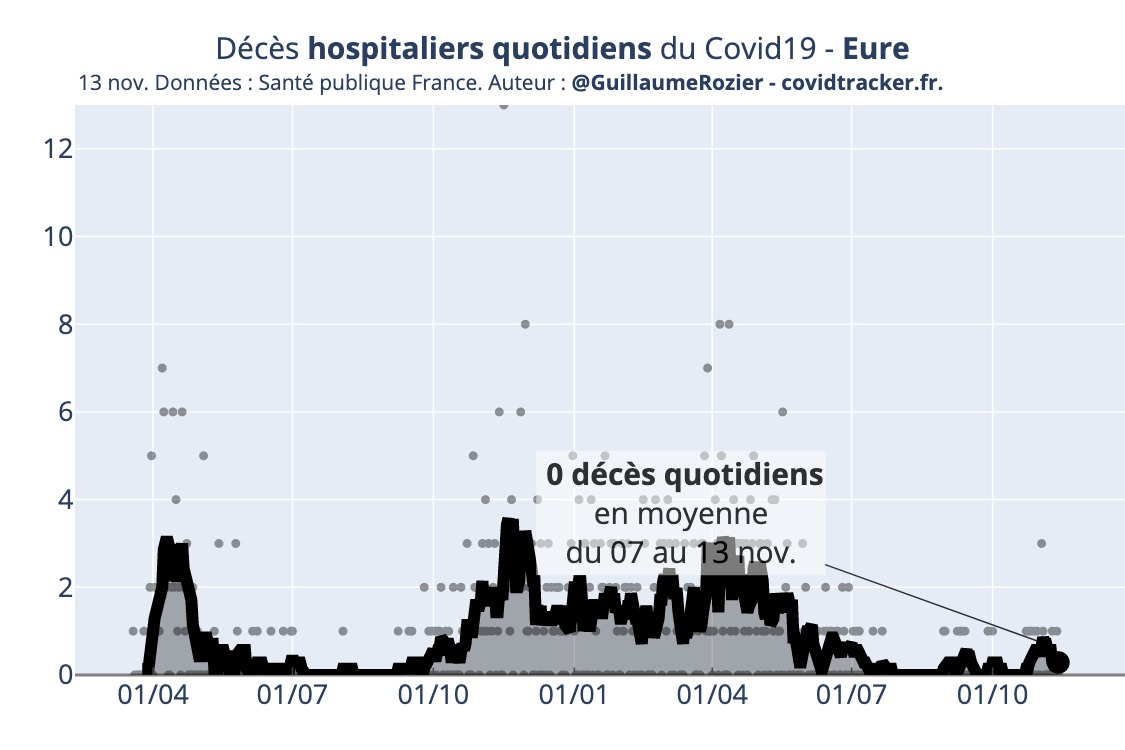 Décès hospitaliers quotidiens du Covid19 - Eure
13 nov. Données : Santé publique France. Auteur : @GuillaumeRozier - covidtracker.fr.
12
10
8
6
4
2
0
0 décès quotidiens
en moyenne
du 07 au 13 nov.
01/04 01/07 01/10 01/01 01/04 01/07 01/10